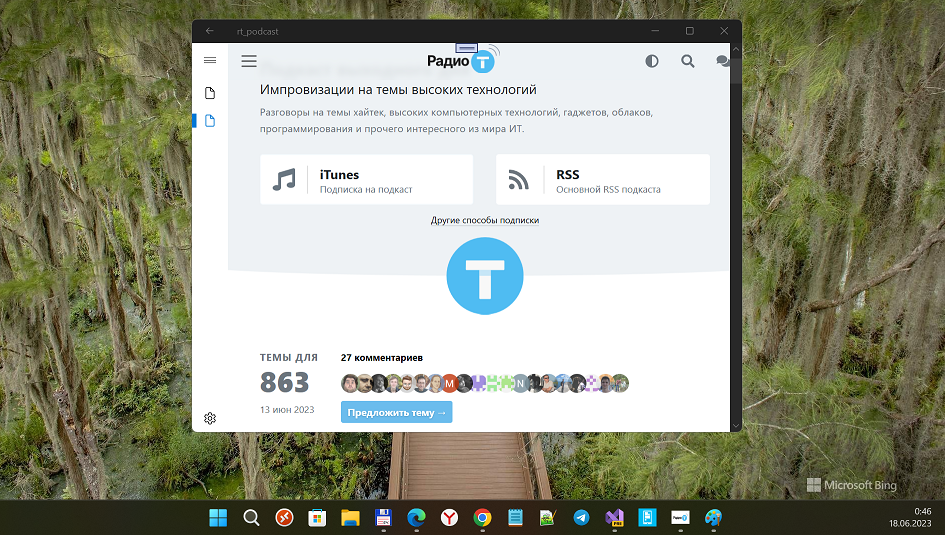 rt_podcast
Радио Т
Импровизации на темы высоких технологий
Разговоры на темы хайтек, высоких компьютерных технологий, гаджетов, облаков,
программирования и прочего интересного из мира ИТ.
iTunes
Подписка на подкаст
RSS
Основной RSS подкаста
Другие способы подписки
Т
ТЕМЫ ДЛЯ
863
13 июн 2023
27 комментариев
M
N
Предложить тему →
Microsoft Bing
0:46
18.06.2023